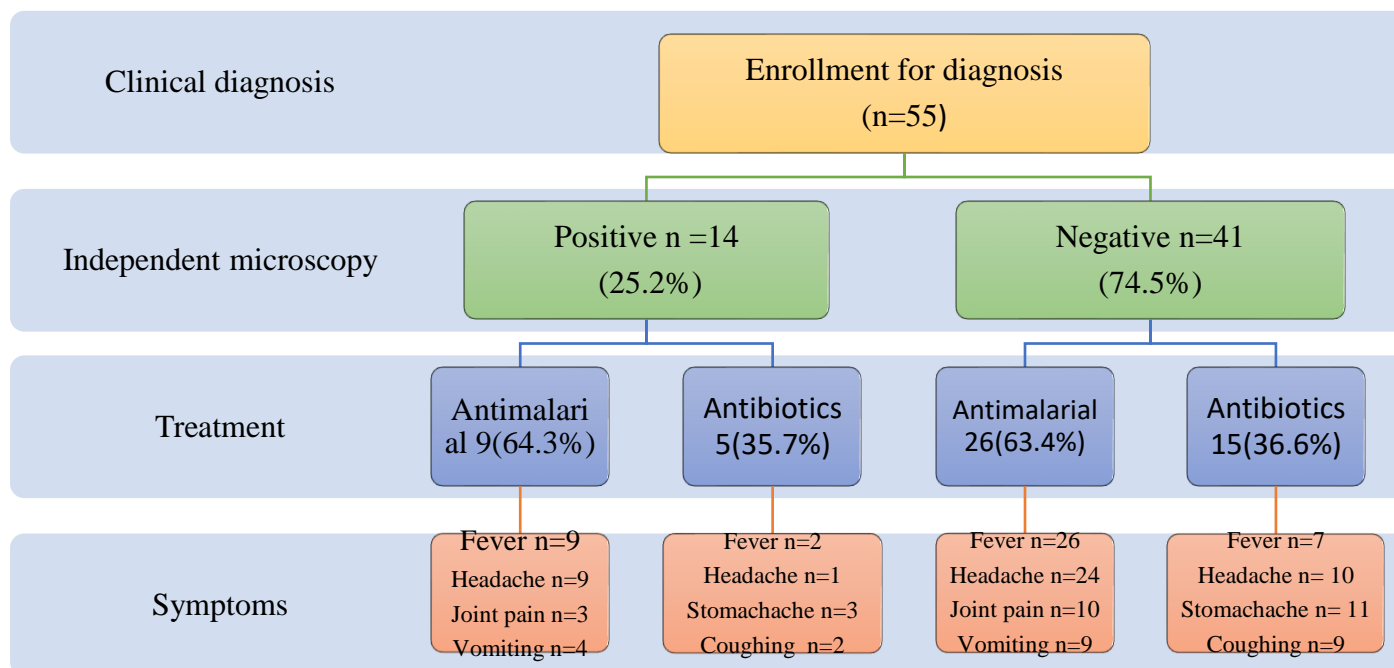 Clinical diagnosis
Enrollment for diagnosis
(n=55)
Independent microscopy
Positive n =14
(25.2%)
Negative n=41
(74.5%)
Treatment
Antimalari
al 9(64.3%)
Antibiotics
5(35.7%)
Antimalarial
26(63.4%)
Antibiotics
15(36.6%)
Symptoms
Fever n=9
Headache n=9
Joint pain n=3
Vomiting n=4
Fever n=2
Headache n=1
Stomachache n=3
Coughing n=2
Fever n=26
Headache n=24
Joint pain n=10
Vomiting n=9
Fever n=7
Headache n= 10
Stomachache n= 11
Coughing n=9